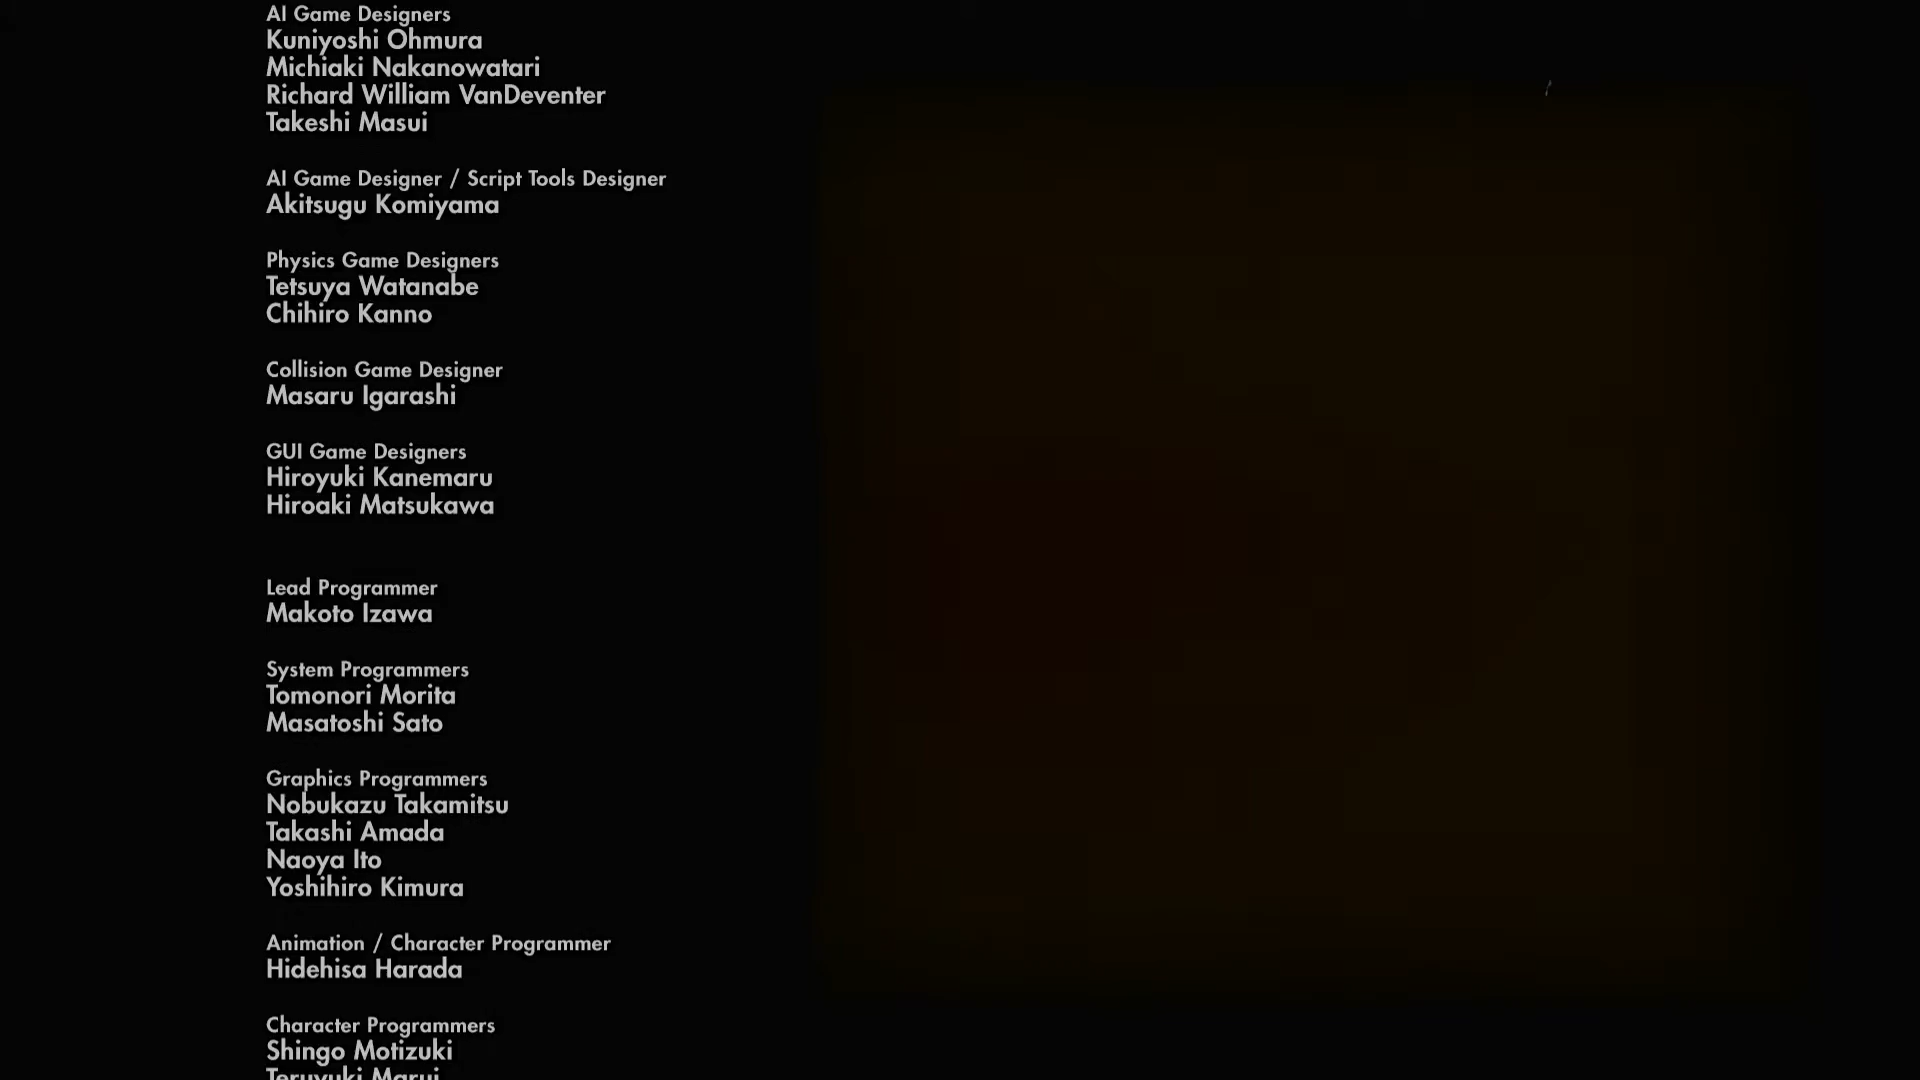 AI Game Designers
Kuniyoshi Ohmura
Michiaki Nakanowatari
Richard William VanDeventer
Takeshi Masui
AI Game Designer / Script Tools Designer
Akitsugu Komiyama
Physics Game Designers
Tetsuya Watanabe
Chihiro Kanno
Collision Game Designer
Masaru Igarashi
GUI Game Designers
Hiroyuki Kanemaru
Hiroaki Matsukawa
Lead Programmer
Makoto Izawa
System Programmers
Tomonori Morita
Masatoshi Sato
Graphics Programmers
Nobukazu Takamitsu
Takashi Amada
Naoya Ito
Yoshihiro Kimura
Animation / Character Programmer
Hidehisa Harada
Character Programmers
Shingo Motizuki
Teruyuki Marui